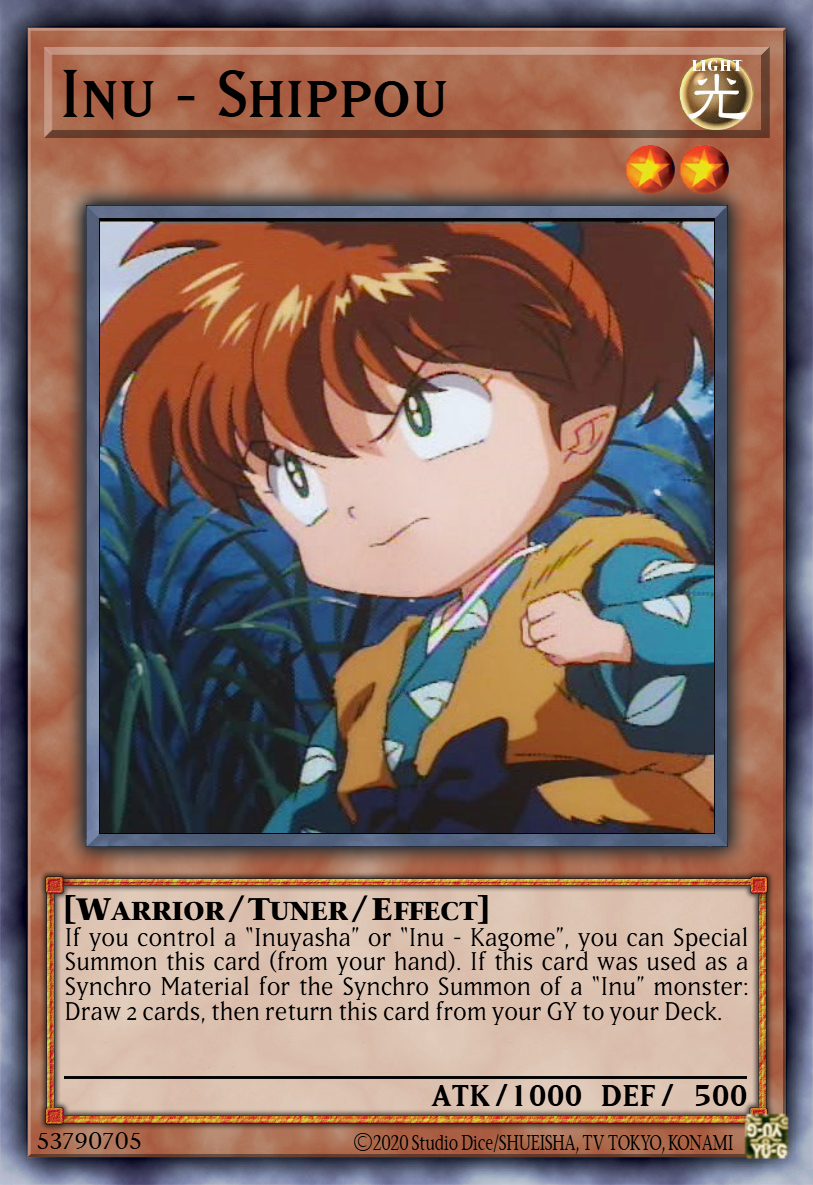 Inu - Shippou
LIGHT
光
[Warrior/Tuner/Effect]
If you control a "Inuyasha" or "Inu - Kagome", you can Special
Summon this card (from your hand). If this card was used as a
Synchro Material for the Synchro Summon of a "Inu" monster:
Draw 2 cards, then return this card from your GY to your Deck.
ATK/1000 DEF/ 500
53790705
©2020 Studio Dice/SHUEISHA, TV TOKYO, KONAMI